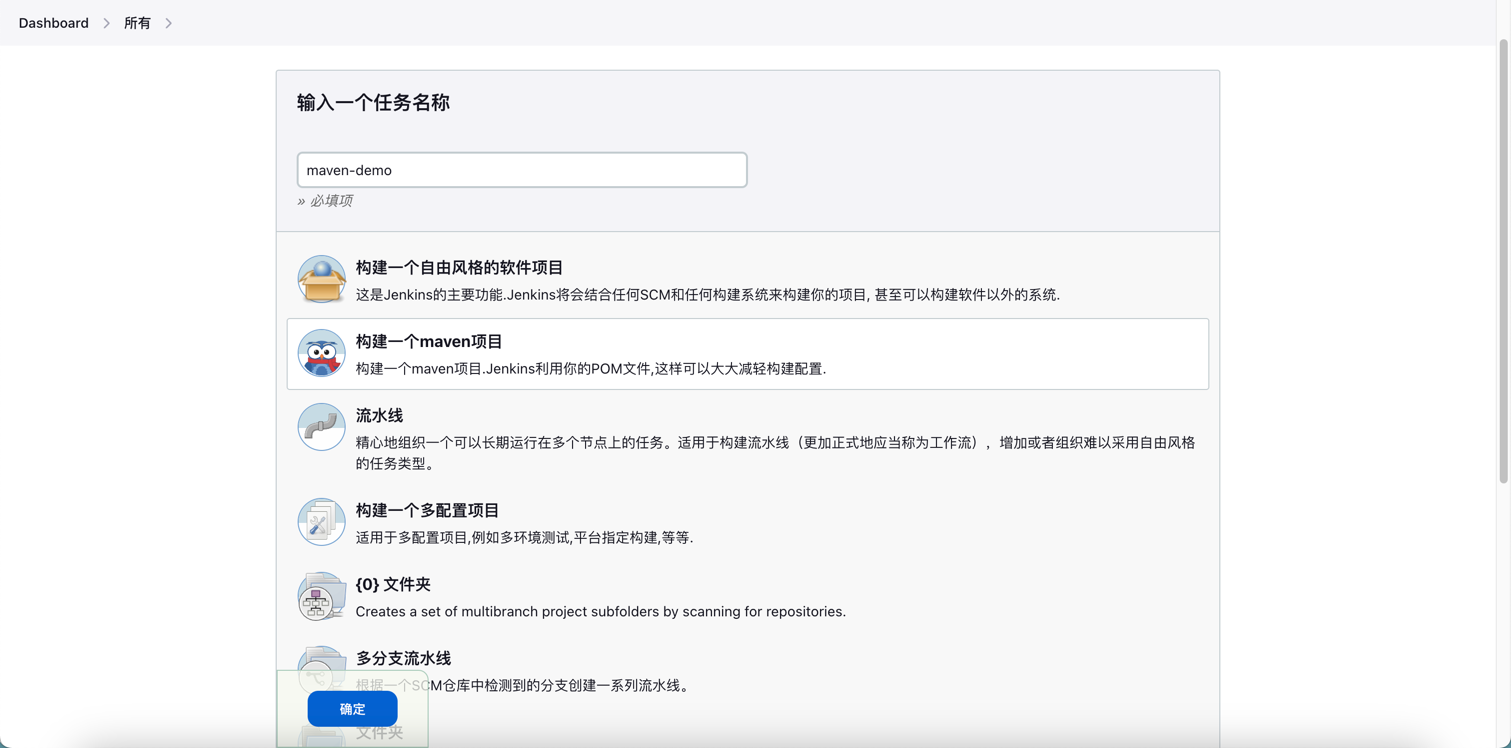 Dashboard > 所有 >
输入一个任务名称
maven-demo
» 必填项
构建一个自由风格的软件项目
这是Jenkins的主要功能.Jenkins将会结合任何SCM和任何构建系统来构建你的项目, 甚至可以构建软件以外的系统.
构建一个maven项目
构建一个maven项目.Jenkins利用你的POM文件,这样可以大大减轻构建配置.
流水线
精心地组织一个可以长期运行在多个节点上的任务。适用于构建流水线（更加正式地应当称为工作流），增加或者组织难以采用自由风格
的任务类型。
构建一个多配置项目
适用于多配置项目,例如多环境测试,平台指定构建,等等.
{0} 文件夹
Creates a set of multibranch project subfolders by scanning for repositories.
多分支流水线
根据一个SCM仓库中检测到的分支创建一系列流水线。
确定
文件夹